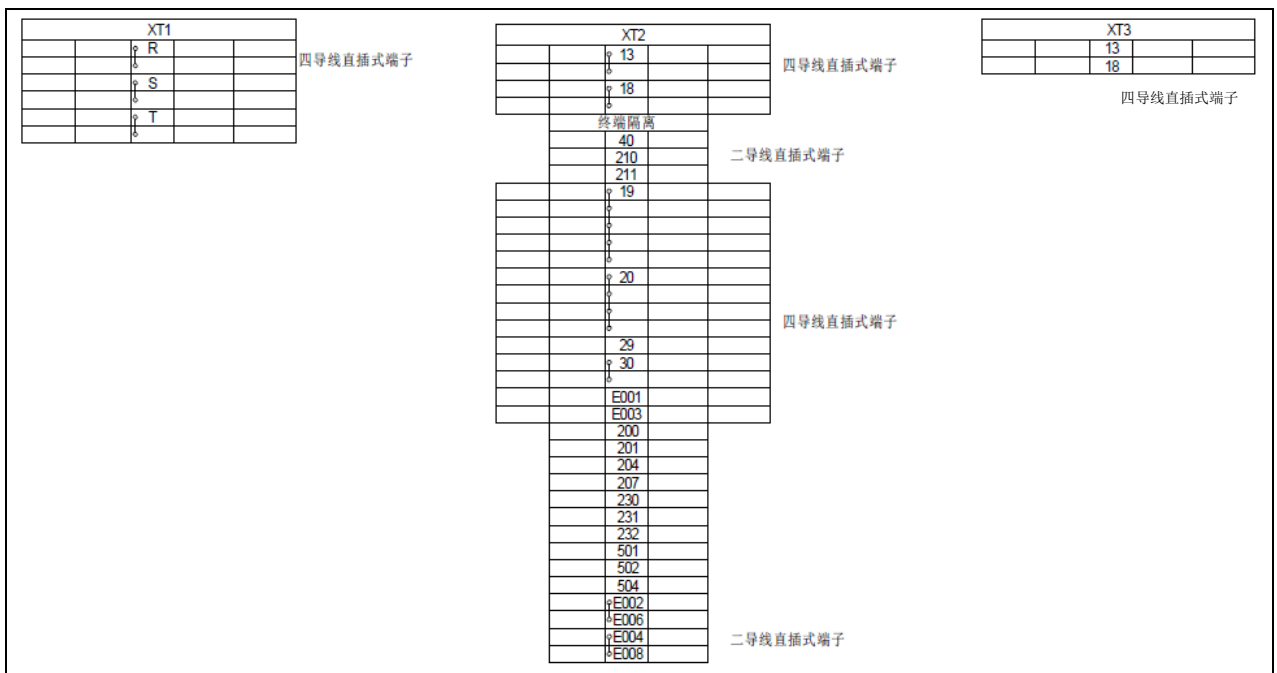 XT1
R
S
T
四导线直插式端子
XT2
13
18
四导线直插式端子
终端隔离
40
210
211
二导线直插式端子
19
20
29
30
E001
E003
四导线直插式端子
200
201
204
207
230
231
232
501
502
504
E002
E006
E004
E008
二导线直插式端子
XT3
13
18
四导线直插式端子